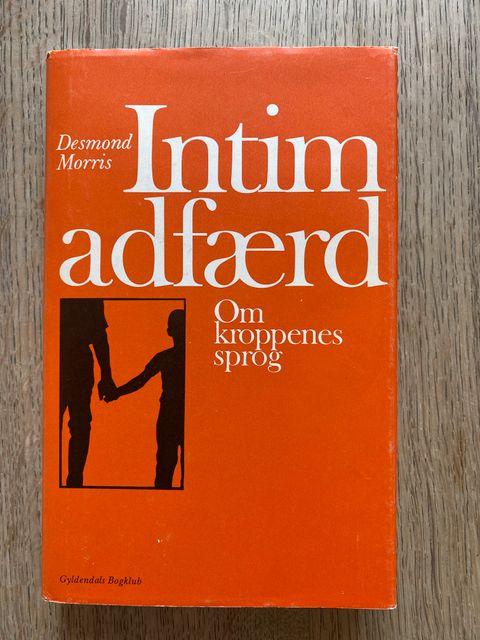 Desmond
Morris
Intim
adfærd
Om
kroppenes
sprog
Gyldendals Bogklub